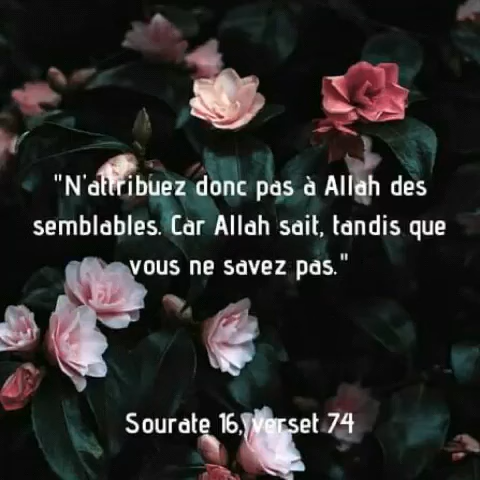 "N'attribuez donc pas à Allah des
semblables. Car Allah sait, tandis que
vous ne savez pas."
Sourate 16, verset 74